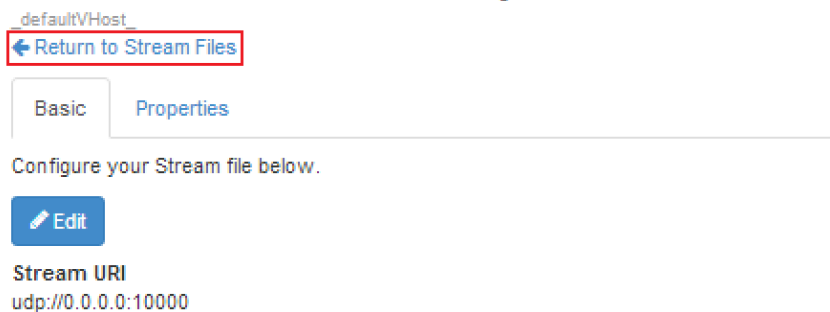 _defaultVHost_
Return to Stream Files
Basic Properties
Configure your Stream file below.
Edit
Stream URI
udp://0.0.0.0:10000